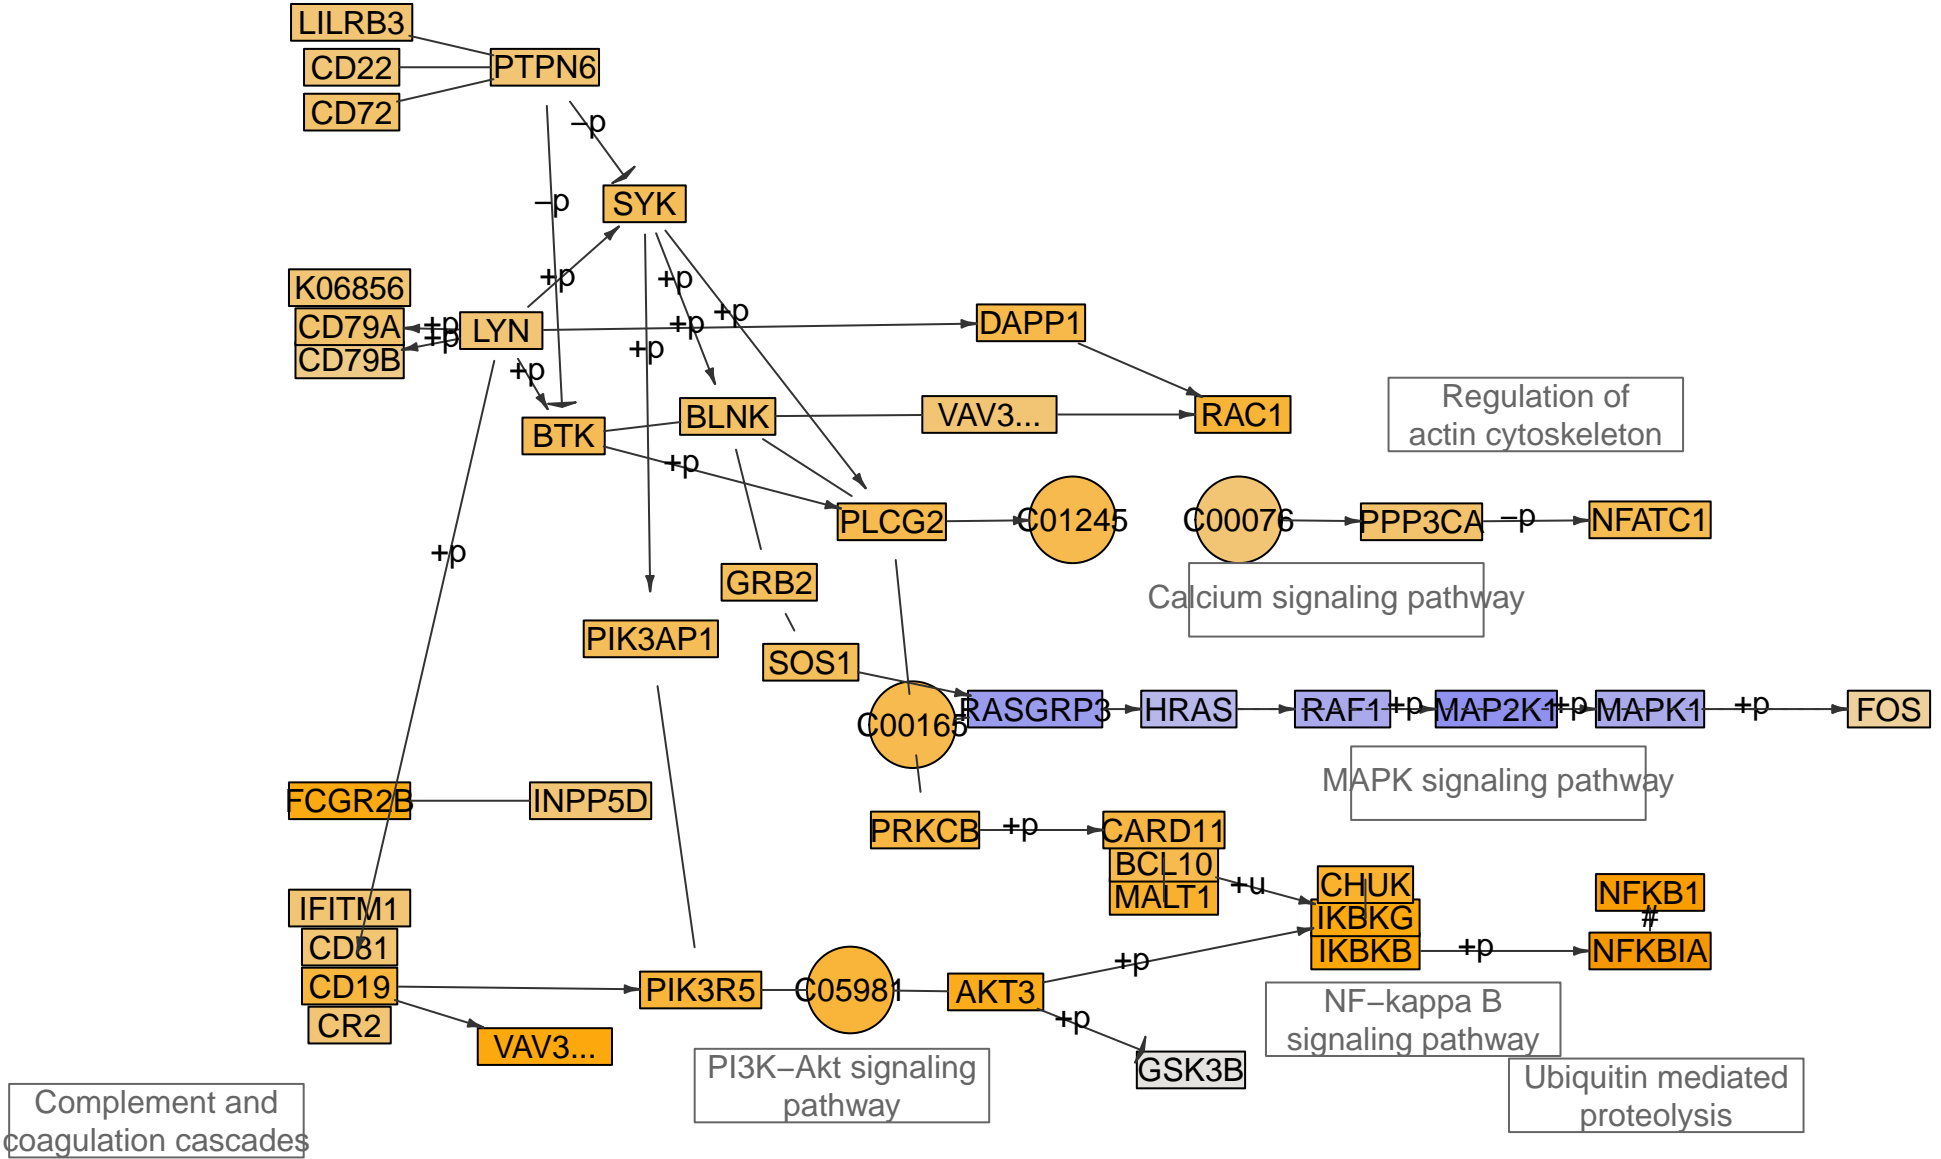 LILRB3
CD22
PTPN6
CD72
–p
–p
SYK
K06856
+p
+p
CD79A
+p
LYN
+p
+p
DAPP1
CD79B
+p
+p
+p
Regulation of
actin cytoskeleton
BTK
BLNK
VAV3...
RAC1
+p
PLCG2
C01245
C00076
PPP3CA
–p
NFATC1
+p
GRB2
Calcium signaling pathway
PIK3AP1
SOS1
C00165
RASGRP3
HRAS
RAF1
+p
MAP2K1
+p
MAPK1
+p
FOS
MAPK signaling pathway
FCGR2B
INPP5D
PRKCB
+p
CARD11
BCL10
MALT1
+u
CHUK
IKBKG
IKBKB
+p
NFKB1
#
NFKBIA
IFITM1
CD81
CD19
CR2
VAV3...
PIK3R5
C05981
AKT3
+p
+p
GSK3B
NF–kappa B
signaling pathway
PI3K–Akt signaling
pathway
Ubiquitin mediated
proteolysis
Complement and
coagulation cascades